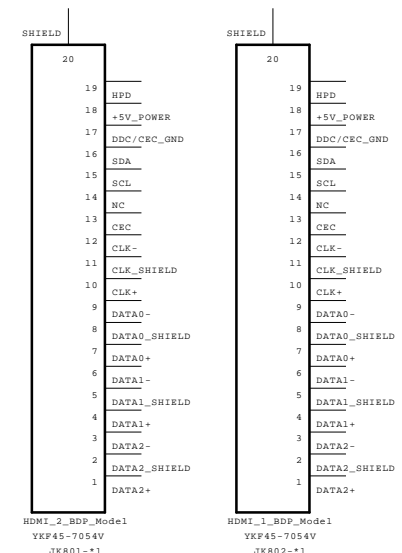 SHIELD
20
19
HPD
18
+5V_POWER
17
DDC/CEC_GND
16
SDA
15
SCL
14
NC
13
CEC
12
CLK-
11
CLK_SHIELD
10
CLK+
9
DATA0-
8
DATA0_SHIELD
7
DATA0+
6
DATA1-
5
DATA1_SHIELD
4
DATA1+
3
DATA2-
2
DATA2_SHIELD
1
DATA2+
HDMI_2_BDP_Model
YKF45-7054V
JK801-*1
SHIELD
20
19
HPD
18
+5V_POWER
17
DDC/CEC_GND
16
SDA
15
SCL
14
NC
13
CEC
12
CLK-
11
CLK_SHIELD
10
CLK+
9
DATA0-
8
DATA0_SHIELD
7
DATA0+
6
DATA1-
5
DATA1_SHIELD
4
DATA1+
3
DATA2-
2
DATA2_SHIELD
1
DATA2+
HDMI_1_BDP_Model
YKF45-7054V
JK802-*1